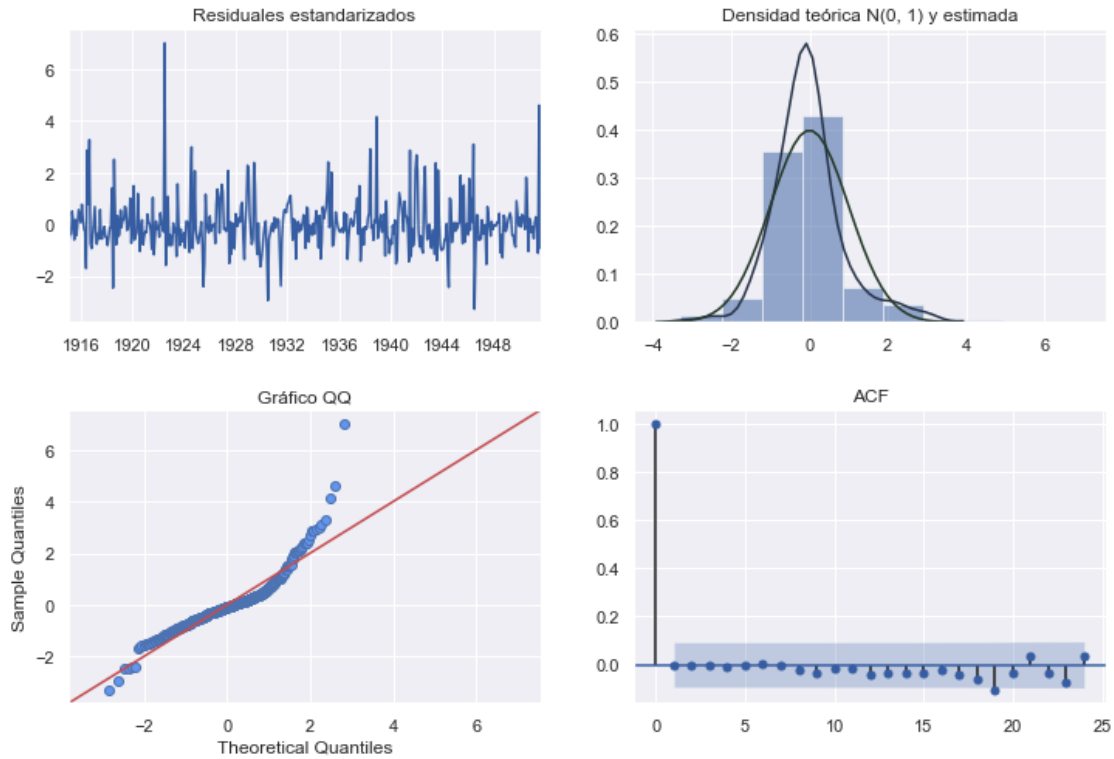 Residuales estandarizados
6
4
2
0
−2
1916 1920 1924 1928 1932 1936 1940 1944 1948
Densidad teórica N(0, 1) y estimada
0.6
0.5
0.4
0.3
0.2
0.1
0.0
−4 −2 0 2 4 6
Gráfico QQ
Sample Quantiles
6
4
2
0
−2
−2 0 2 4 6
Theoretical Quantiles
ACF
1.0
0.8
0.6
0.4
0.2
0.0
0 5 10 15 20 25